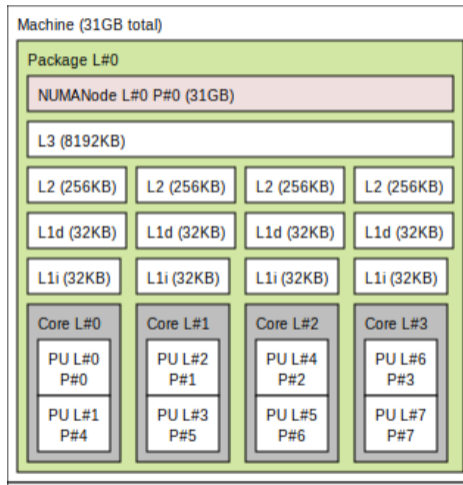 Machine (31GB total)
Package L#0
NUMANode L#0 P#0 (31GB)
L3 (8192KB)
L2 (256KB) L2 (256KB) L2 (256KB) L2 (256KB)
L1d (32KB) L1d (32KB) L1d (32KB) L1d (32KB)
L1i (32KB) L1i (32KB) L1i (32KB) L1i (32KB)
Core L#0 Core L#1 Core L#2 Core L#3
PU L#0 PU L#2 PU L#4 PU L#6
P#0 P#1 P#2 P#3
PU L#1 PU L#3 PU L#5 PU L#7
P#4 P#5 P#6 P#7